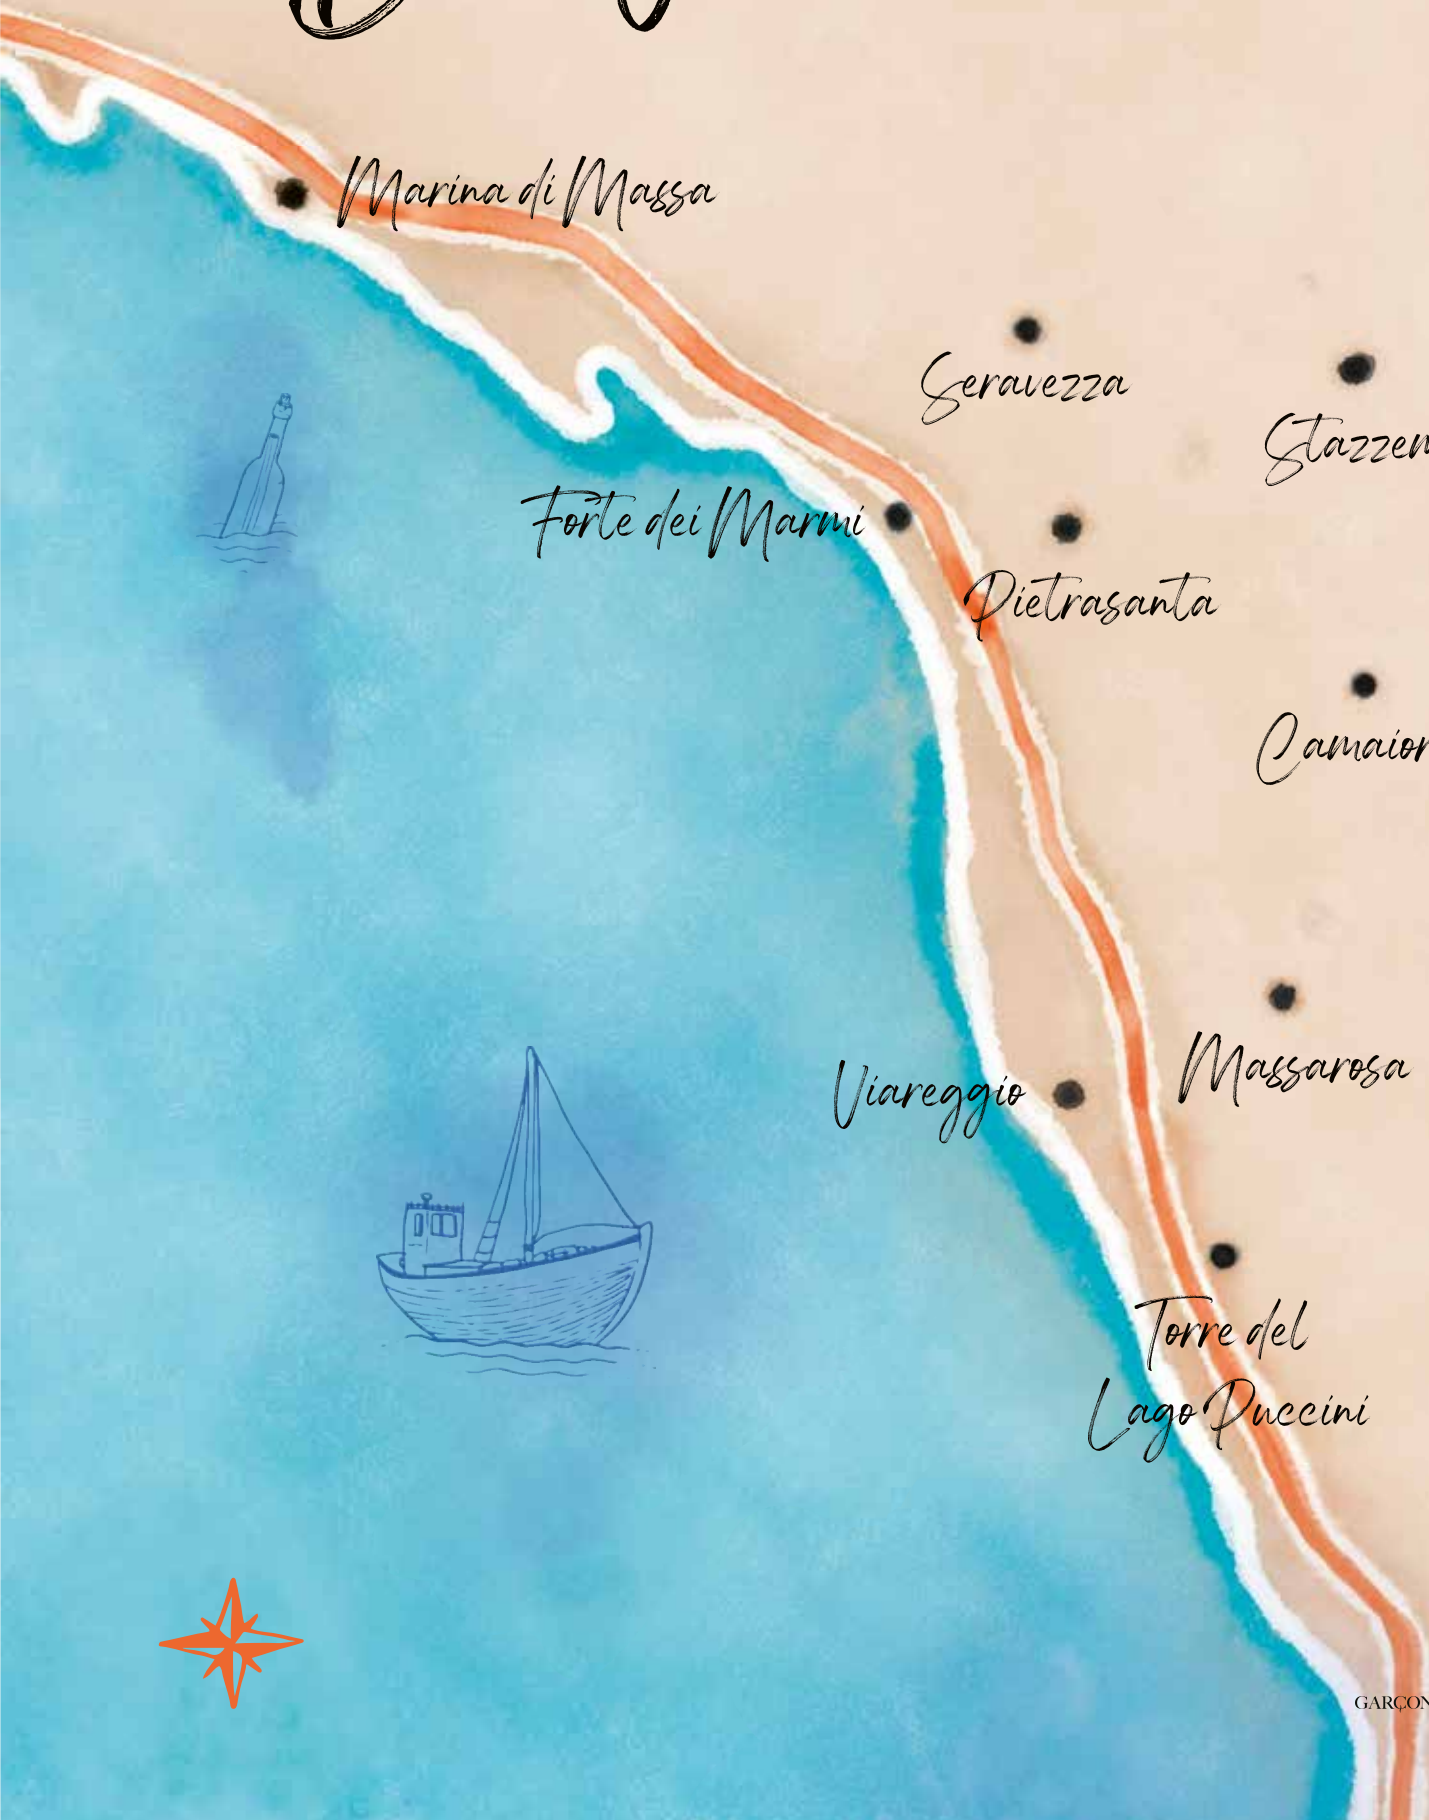 Marina di Massa
Seravezza
Forte dei Marmi
Pietrasanta
Viareggio
Massarosa
Torre del
Lago Puccini